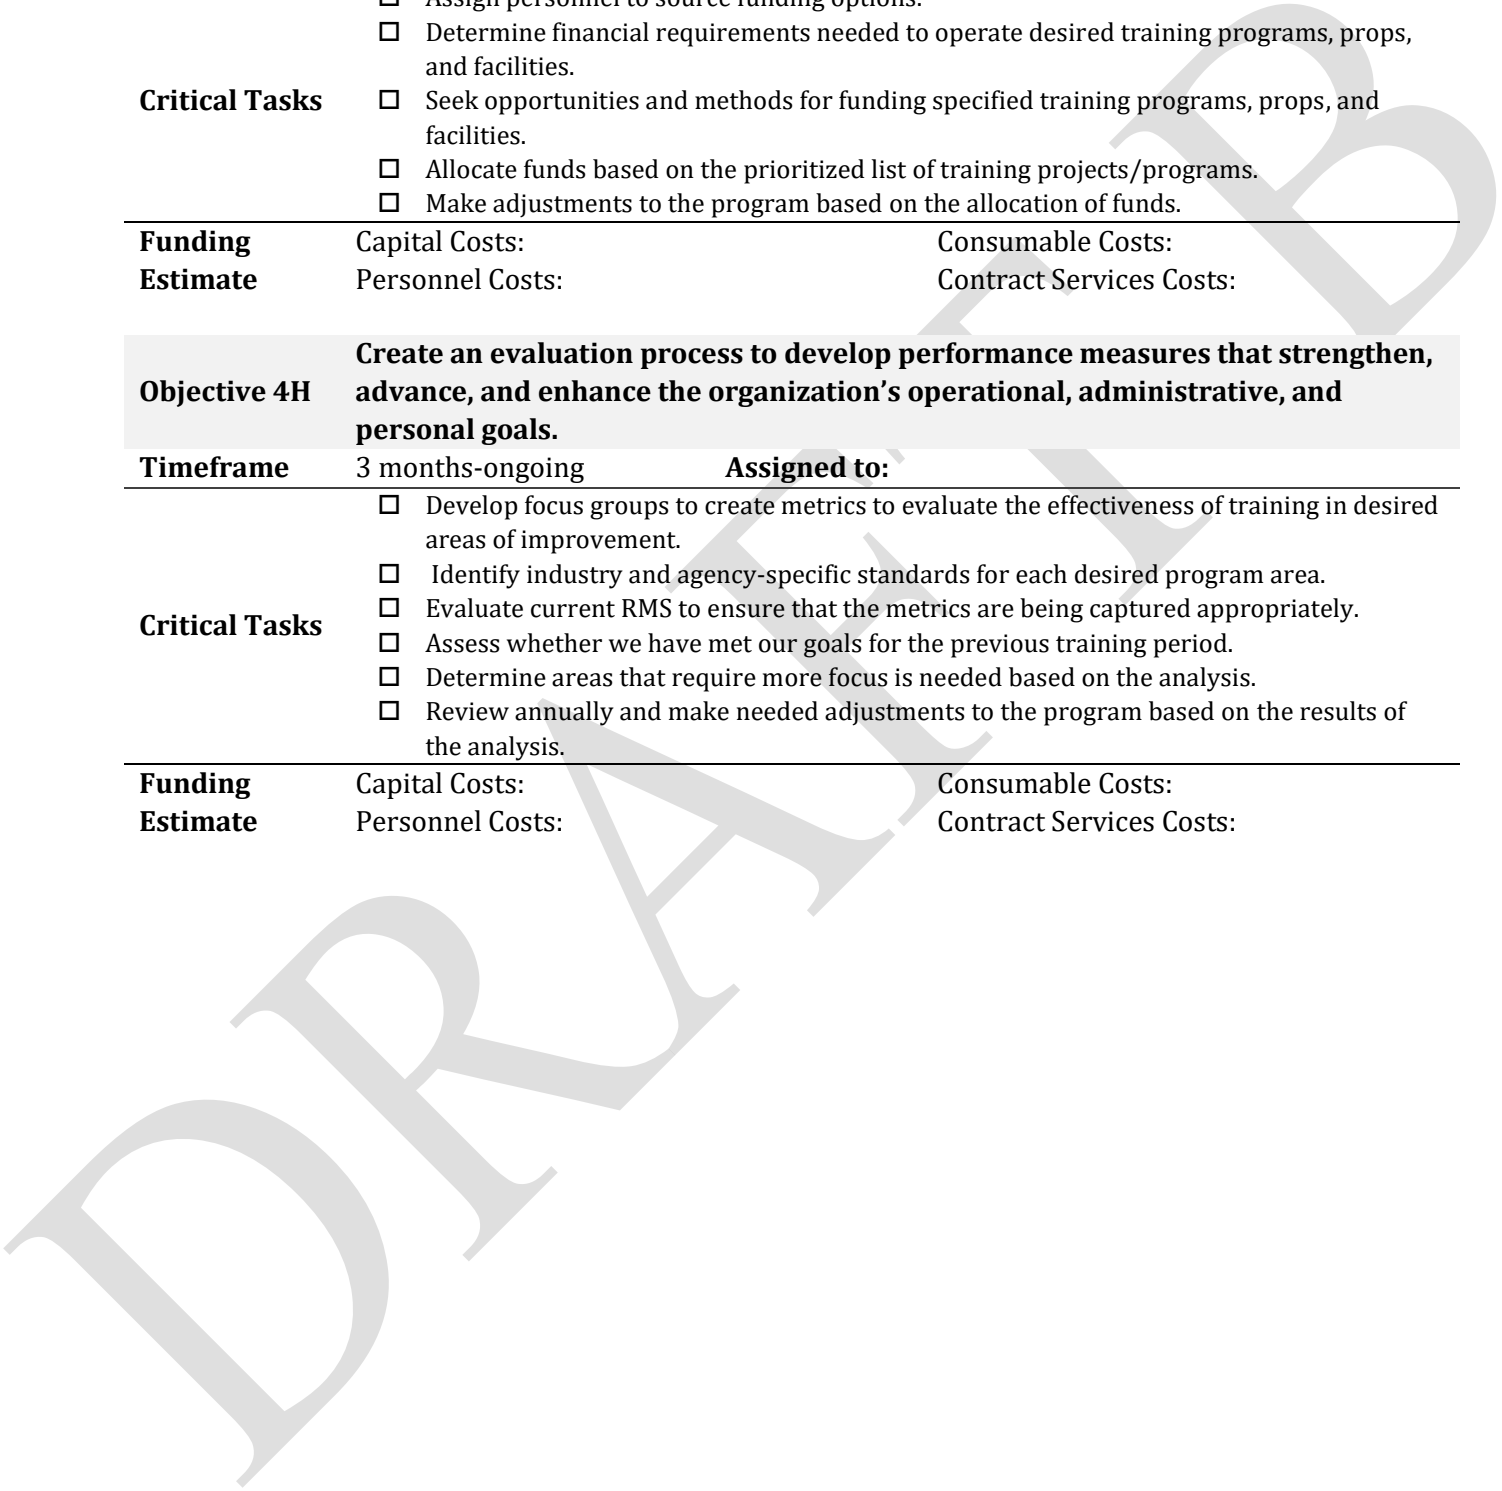 ☐ Assign personnel to source funding options.
☐ Determine financial requirements needed to operate desired training programs, props,
and facilities.
Critical Tasks ☐ Seek opportunities and methods for funding specified training programs, props, and
facilities.
☐ Allocate funds based on the prioritized list of training projects/programs.
☐ Make adjustments to the program based on the allocation of funds.
Funding Capital Costs: Consumable Costs:
Estimate Personnel Costs: Contract Services Costs:
Create an evaluation process to develop performance measures that strengthen,
Objective 4H advance, and enhance the organization’s operational, administrative, and
personal goals.
Timeframe 3 months-ongoing Assigned to:
☐ Develop focus groups to create metrics to evaluate the effectiveness of training in desired
areas of improvement.
☐ Identify industry and agency-specific standards for each desired program area.
☐ Evaluate current RMS to ensure that the metrics are being captured appropriately.
Critical Tasks
☐ Assess whether we have met our goals for the previous training period.
☐ Determine areas that require more focus is needed based on the analysis.
☐ Review annually and make needed adjustments to the program based on the results of
the analysis.
Funding Capital Costs: Consumable Costs:
Estimate Personnel Costs: Contract Services Costs:
DRAFT B